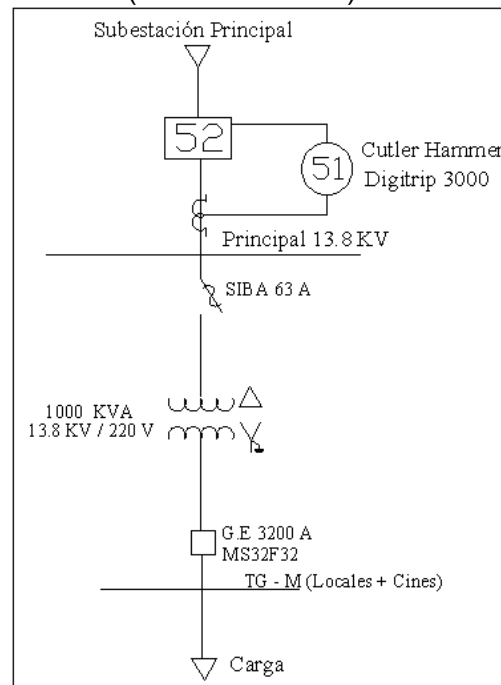 Subestación Principal
52
51
Cutler Hammer
Digitrip 3000
Principal 13.8 KV
SIBA 63 A
1000 KVA
13.8 KV / 220 V
G.E 3200 A
MS32F32
TG - M (Locales + Cines)
Carga